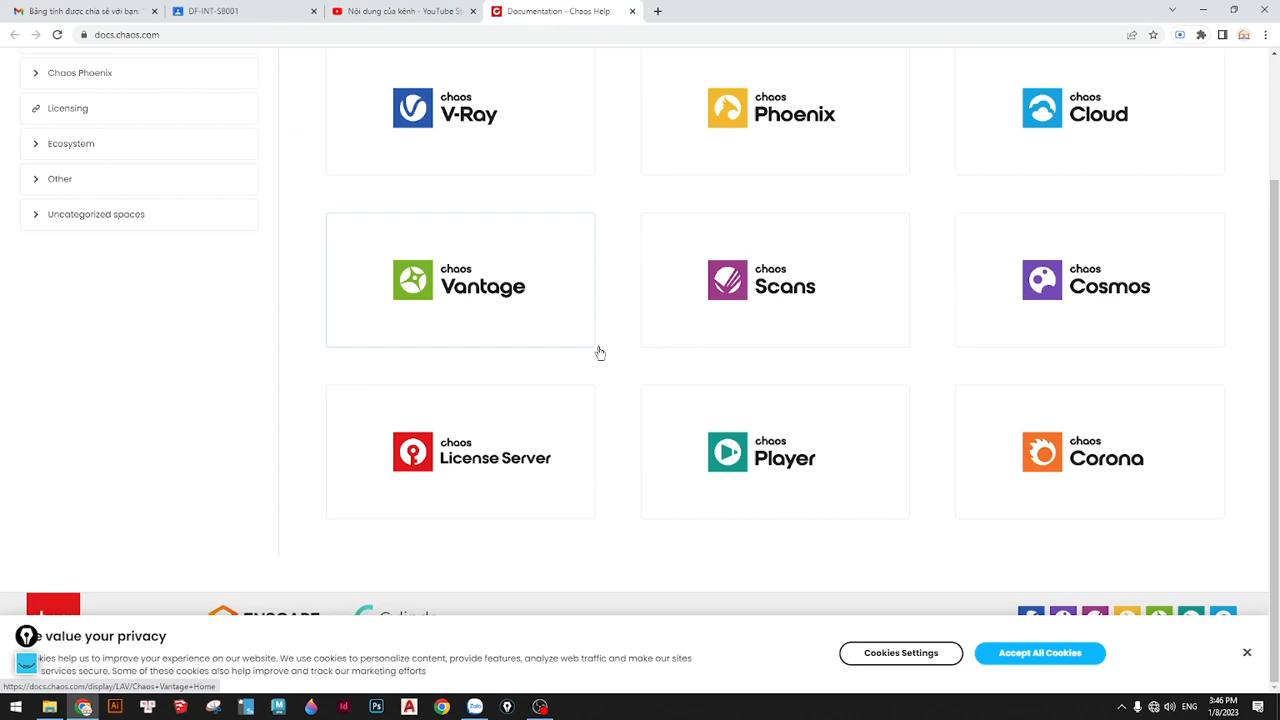 Bảng tính được chia sẻ với bạn: "
DF-INT-SB001
Nội dung của kênh - YouTube St
Documentation - Chaos Help
docs.chaos.com
Chaos Phoenix
Licensing
Ecosystem
Other
Uncategorized spaces
chaos
V-Ray
chaos
Phoenix
chaos
Cloud
chaos
Vantage
chaos
Scans
chaos
Cosmos
chaos
License Server
chaos
Player
chaos
Corona
e value your privacy
kies help us to improve your experience on our website. We use cookies to personalize content, provide features, analyze web traffic and make our sites
services secure. Some of these cookies also help improve and track our marketing efforts
Cookies Settings
Accept All Cookies
https://docs.chaos.com/display/LAV/Chaos+Vantage+Home
3:46 PM
1/8/2023